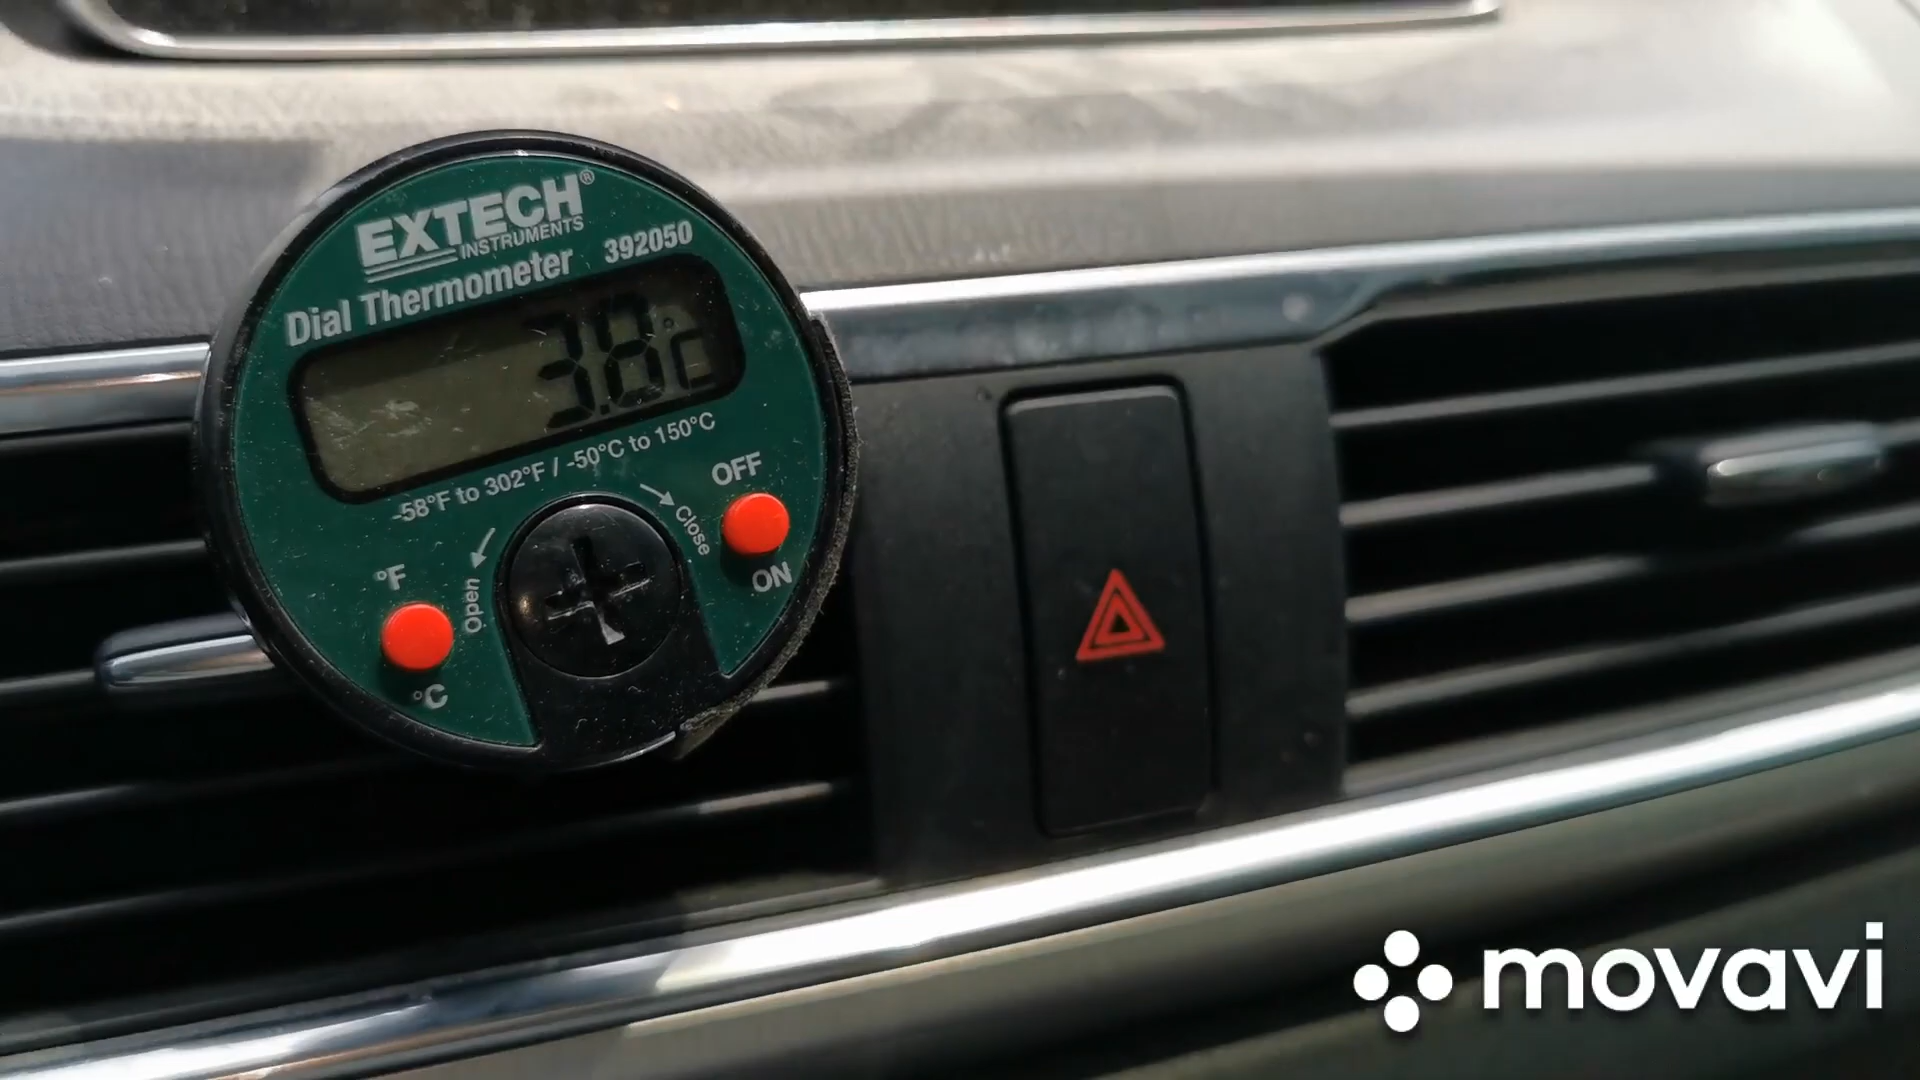 EXTECH®
INSTRUMENTS
392050
Dial Thermometer
3.8°C
-58°F to 302°F / -50°C to 150°C
OFF
Close
ON
°F
Open
°C
movavi